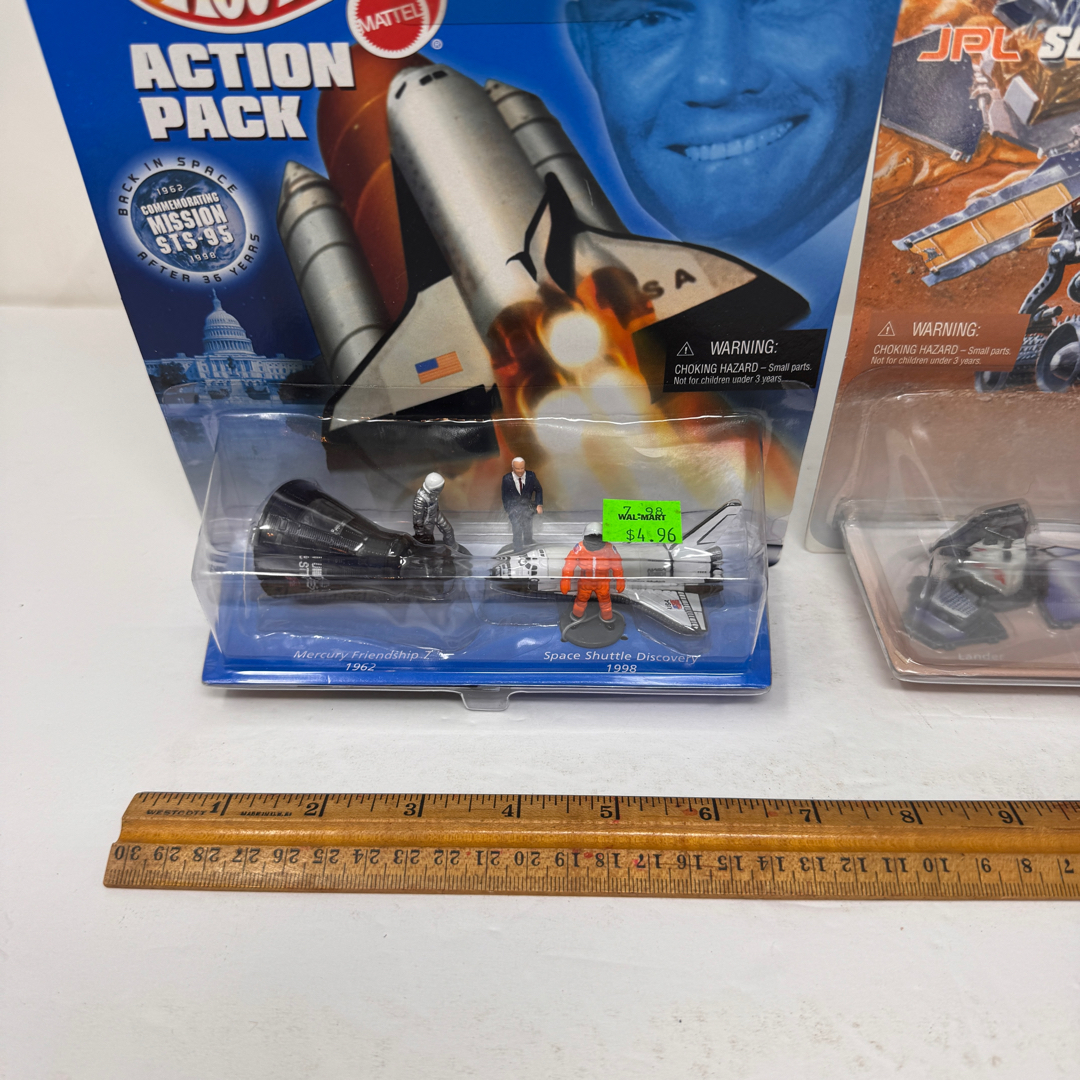 MATTEL
®
ACTION
PACK
BACK IN SPACE
1962
COMMEMORATING
MISSION
STS-95
1998
AFTER 36 YEARS
USA
WARNING:
CHOKING HAZARD – Small parts.
Not for children under 3 years.
7.98
WAL-MART
$4.96
Mercury Friendship 7
1962
Space Shuttle Discovery
1998
JPL
WARNING:
CHOKING HAZARD – Small parts.
Not for children under 3 years.
Lander
WESTCOTT
1 2 3 4 5 6 7 8 9
30 29 28 27 26 25 24 23 22 21 20 19 18 17 16 15 14 13 12 11 10 9 8 7